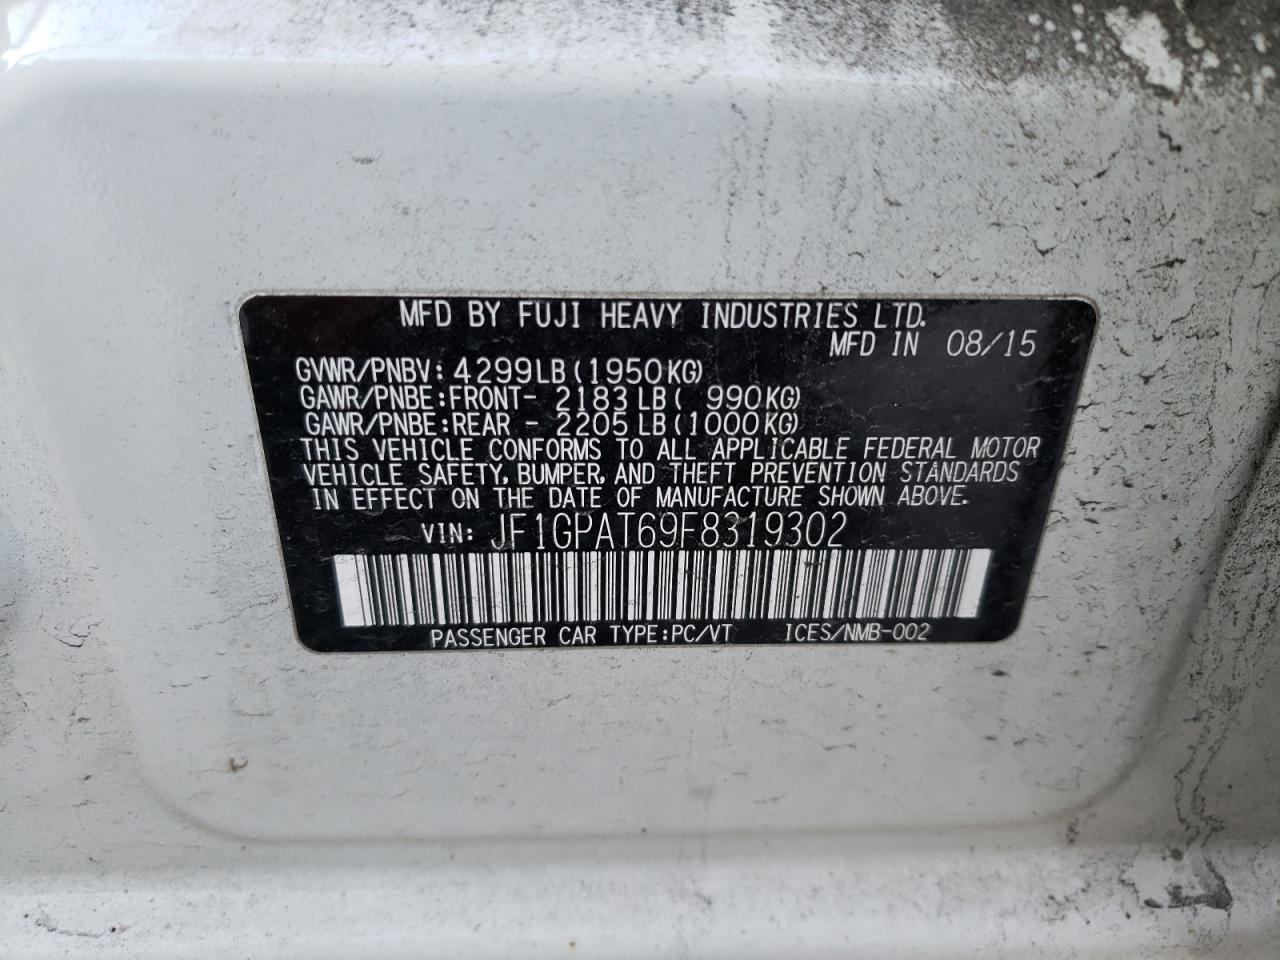 MFD BY FUJI HEAVY INDUSTRIES LTD.
MFD IN 08/15
GVWR/PNBV: 4299LB(1950KG)
GAWR/PNBE:FRONT- 2183LB( 990KG)
GAWR/PNBE:REAR - 2205LB(1000KG)
THIS VEHICLE CONFORMS TO ALL APPLICABLE FEDERAL MOTOR
VEHICLE SAFETY, BUMPER, AND THEFT PREVENTION STANDARDS
IN EFFECT ON THE DATE OF MANUFACTURE SHOWN ABOVE.
VIN: JF1GPAT69F8319302
PASSENGER CAR TYPE:PC/VT ICES/NMB-002